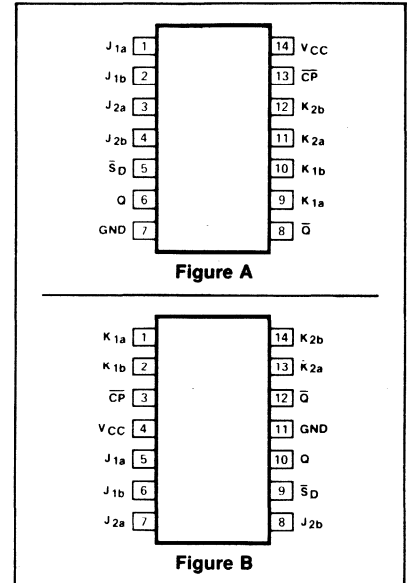 J1a 1 14 VCC
J1b 2 13 C̅P̅
J2a 3 12 K2b
J2b 4 11 K2a
S̅D 5 10 K1b
Q 6 9 K1a
GND 7 8 Q̅
Figure A
K1a 1 14 K2b
K1b 2 13 K2a
C̅P̅ 3 12 Q̅
VCC 4 11 GND
J1a 5 10 Q
J1b 6 9 S̅D
J2a 7 8 J2b
Figure B